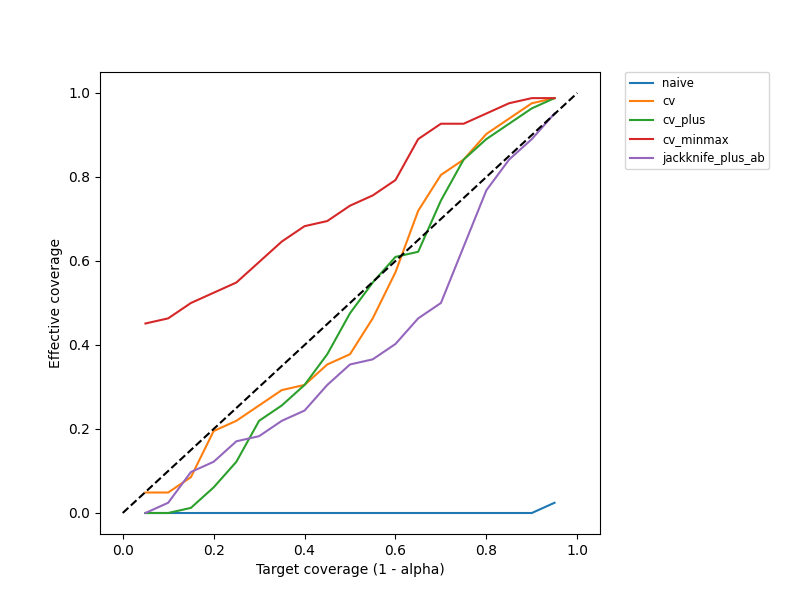 naive
cv
cv_plus
cv_minmax
jackknife_plus_ab
Effective coverage
1.0
0.8
0.6
0.4
0.2
0.0
0.0 0.2 0.4 0.6 0.8 1.0
Target coverage (1 - alpha)